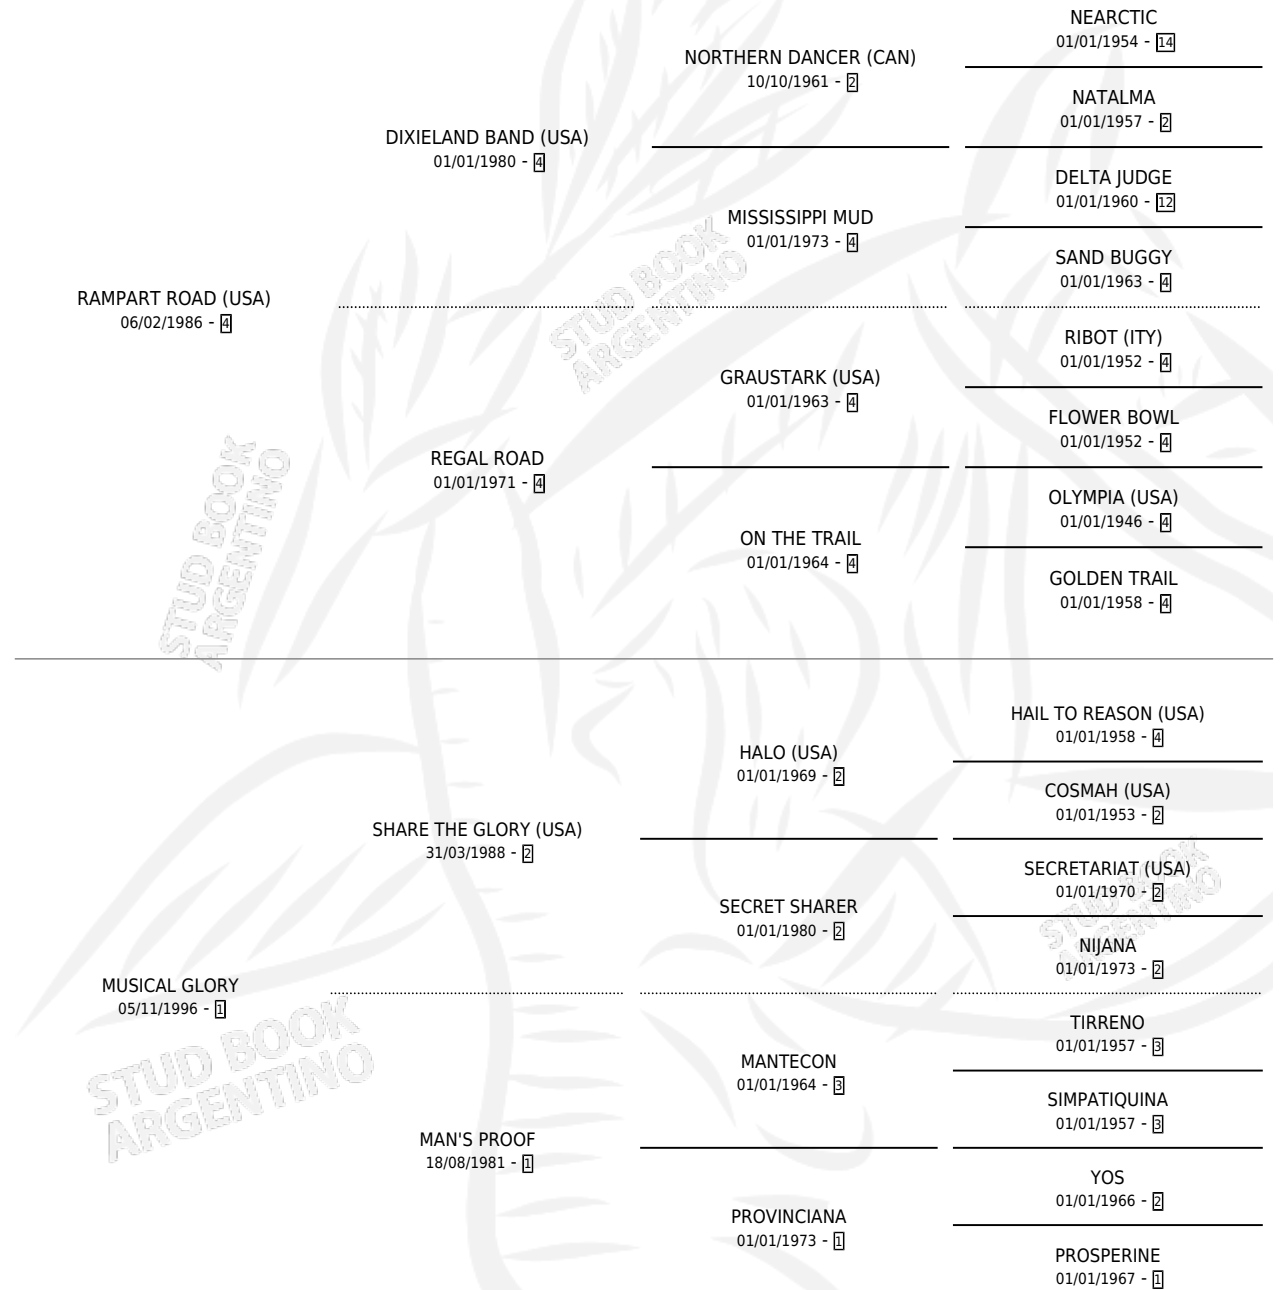 NEARCTIC
01/01/1954 - 14
NORTHERN DANCER (CAN)
10/10/1961 - 2
NATALMA
01/01/1957 - 2
DIXIELAND BAND (USA)
01/01/1980 - 4
DELTA JUDGE
01/01/1960 - 12
MISSISSIPPI MUD
01/01/1973 - 4
SAND BUGGY
01/01/1963 - 4
RAMPART ROAD (USA)
06/02/1986 - 4
RIBOT (ITY)
01/01/1952 - 4
GRAUSTARK (USA)
01/01/1963 - 4
FLOWER BOWL
01/01/1952 - 4
REGAL ROAD
01/01/1971 - 4
OLYMPIA (USA)
01/01/1946 - 4
ON THE TRAIL
01/01/1964 - 4
GOLDEN TRAIL
01/01/1958 - 4
HAIL TO REASON (USA)
01/01/1958 - 4
HALO (USA)
01/01/1969 - 2
COSMAH (USA)
01/01/1953 - 2
SHARE THE GLORY (USA)
31/03/1988 - 2
SECRETARIAT (USA)
01/01/1970 - 2
SECRET SHARER
01/01/1980 - 2
NIJANA
01/01/1973 - 2
MUSICAL GLORY
05/11/1996 - 1
TIRRENO
01/01/1957 - 3
MANTECON
01/01/1964 - 3
SIMPATIQUINA
01/01/1957 - 3
MAN'S PROOF
18/08/1981 - 1
YOS
01/01/1966 - 2
PROVINCIANA
01/01/1973 - 1
PROSPERINE
01/01/1967 - 1
STUD BOOK
ARGENTINO
STUD BOOK
ARGENTINO
STUD BOOK
ARGENTINO
STUD BOOK
ARGENTINO